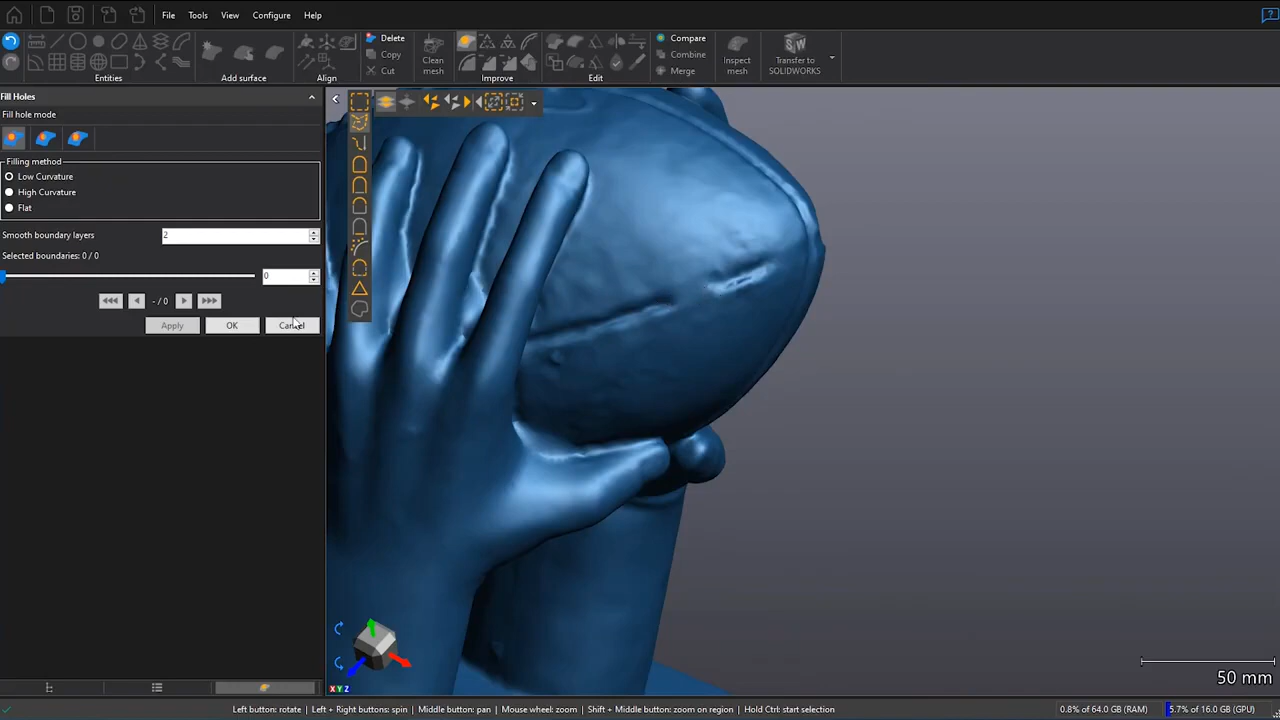 File Tools View Configure Help
Delete
Copy
Cut
Clean mesh
Compare
Combine
Merge
Inspect mesh
Transfer to SOLIDWORKS
Entities Add surface Align Improve Edit
Fill Holes
Fill hole mode
Filling method
Low Curvature
High Curvature
Flat
Smooth boundary layers 2
Selected boundaries: 0 / 0
0
- / 0
Apply OK Cancel
X Y Z
50 mm
Left button: rotate | Left + Right buttons: spin | Middle button: pan | Mouse wheel: zoom | Shift + Middle button: zoom on region | Hold Ctrl: start selection
0.8% of 64.0 GB (RAM) 5.7% of 16.0 GB (GPU)